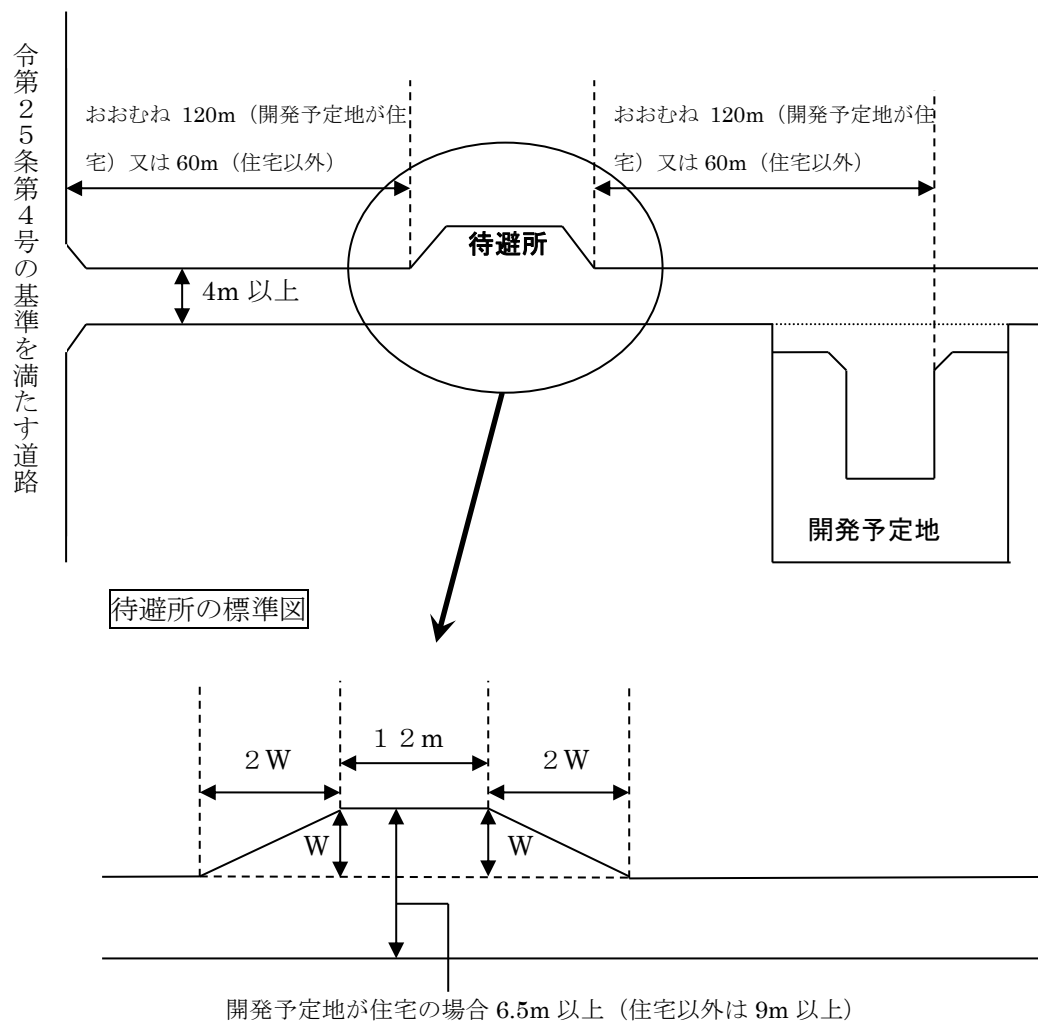 令第25条第4号の基準を満たす道路
おおむね 120m（開発予定地が住
宅）又は 60m（住宅以外）
おおむね 120m（開発予定地が住
宅）又は 60m（住宅以外）
待避所
4m 以上
開発予定地
待避所の標準図
１２m
２W
２W
W
W
開発予定地が住宅の場合 6.5m 以上（住宅以外は 9m 以上）